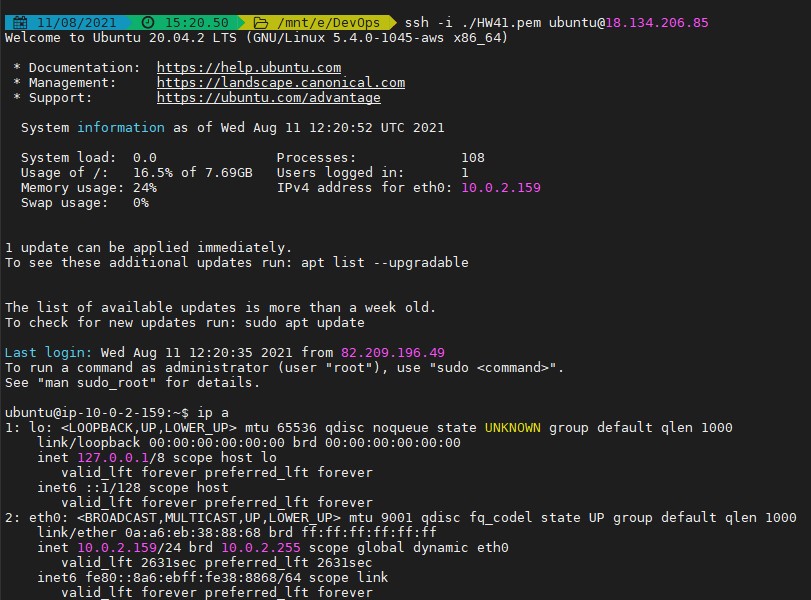 11/08/2021 15:20.50 /mnt/e/DevOps ssh -i ./HW41.pem ubuntu@18.134.206.85
Welcome to Ubuntu 20.04.2 LTS (GNU/Linux 5.4.0-1045-aws x86_64)
* Documentation: https://help.ubuntu.com
* Management: https://landscape.canonical.com
* Support: https://ubuntu.com/advantage
System information as of Wed Aug 11 12:20:52 UTC 2021
System load: 0.0 Processes: 108
Usage of /: 16.5% of 7.69GB Users logged in: 1
Memory usage: 24% IPv4 address for eth0: 10.0.2.159
Swap usage: 0%
1 update can be applied immediately.
To see these additional updates run: apt list --upgradable
The list of available updates is more than a week old.
To check for new updates run: sudo apt update
Last login: Wed Aug 11 12:20:35 2021 from 82.209.196.49
To run a command as administrator (user "root"), use "sudo <command>".
See "man sudo_root" for details.
ubuntu@ip-10-0-2-159:~$ ip a
1: lo: <LOOPBACK,UP,LOWER_UP> mtu 65536 qdisc noqueue state UNKNOWN group default qlen 1000
link/loopback 00:00:00:00:00:00 brd 00:00:00:00:00:00
inet 127.0.0.1/8 scope host lo
valid_lft forever preferred_lft forever
inet6 ::1/128 scope host
valid_lft forever preferred_lft forever
2: eth0: <BROADCAST,MULTICAST,UP,LOWER_UP> mtu 9001 qdisc fq_codel state UP group default qlen 1000
link/ether 0a:a6:eb:38:88:68 brd ff:ff:ff:ff:ff:ff
inet 10.0.2.159/24 brd 10.0.2.255 scope global dynamic eth0
valid_lft 2631sec preferred_lft 2631sec
inet6 fe80::8a6:ebff:fe38:8868/64 scope link
valid_lft forever preferred_lft forever